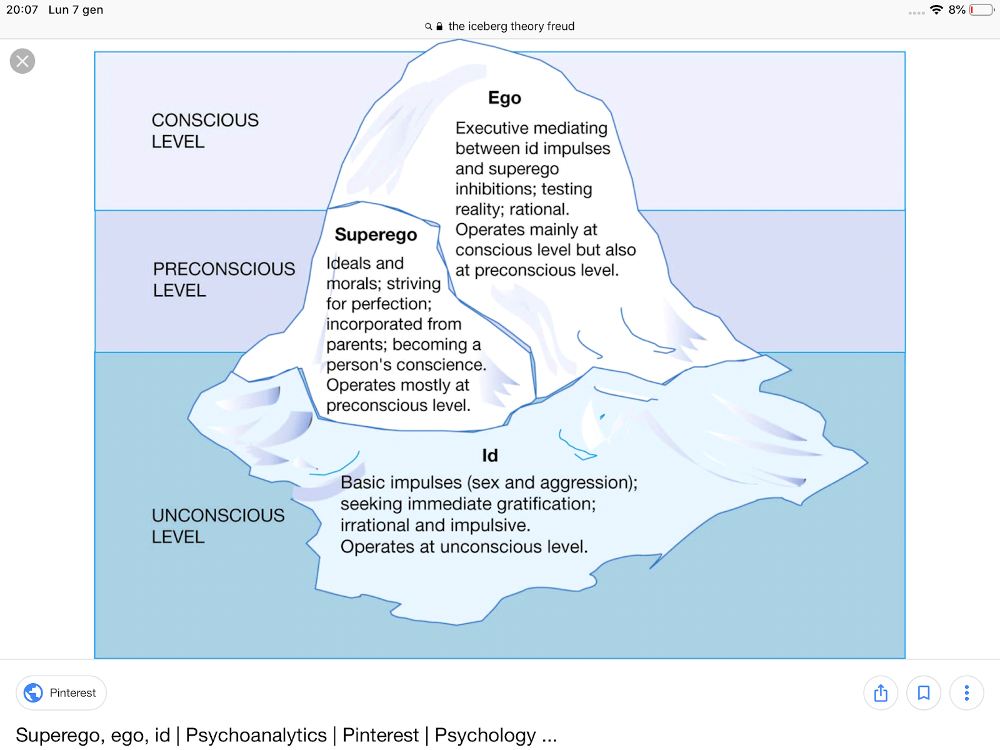 20:07 Lun 7 gen
8%
the iceberg theory freud
CONSCIOUS
LEVEL
Ego
Executive mediating
between id impulses
and superego
inhibitions; testing
reality; rational.
Operates mainly at
conscious level but also
at preconscious level.
PRECONSCIOUS
LEVEL
Superego
Ideals and
morals; striving
for perfection;
incorporated from
parents; becoming a
person's conscience.
Operates mostly at
preconscious level.
UNCONSCIOUS
LEVEL
Id
Basic impulses (sex and aggression);
seeking immediate gratification;
irrational and impulsive.
Operates at unconscious level.
Pinterest
Superego, ego, id | Psychoanalytics | Pinterest | Psychology ...